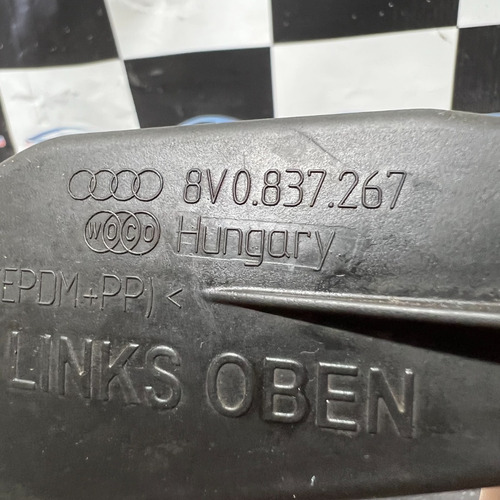 8V0.837.267
WOCO Hungary
(EPDM+PP) <
LINKS OBEN